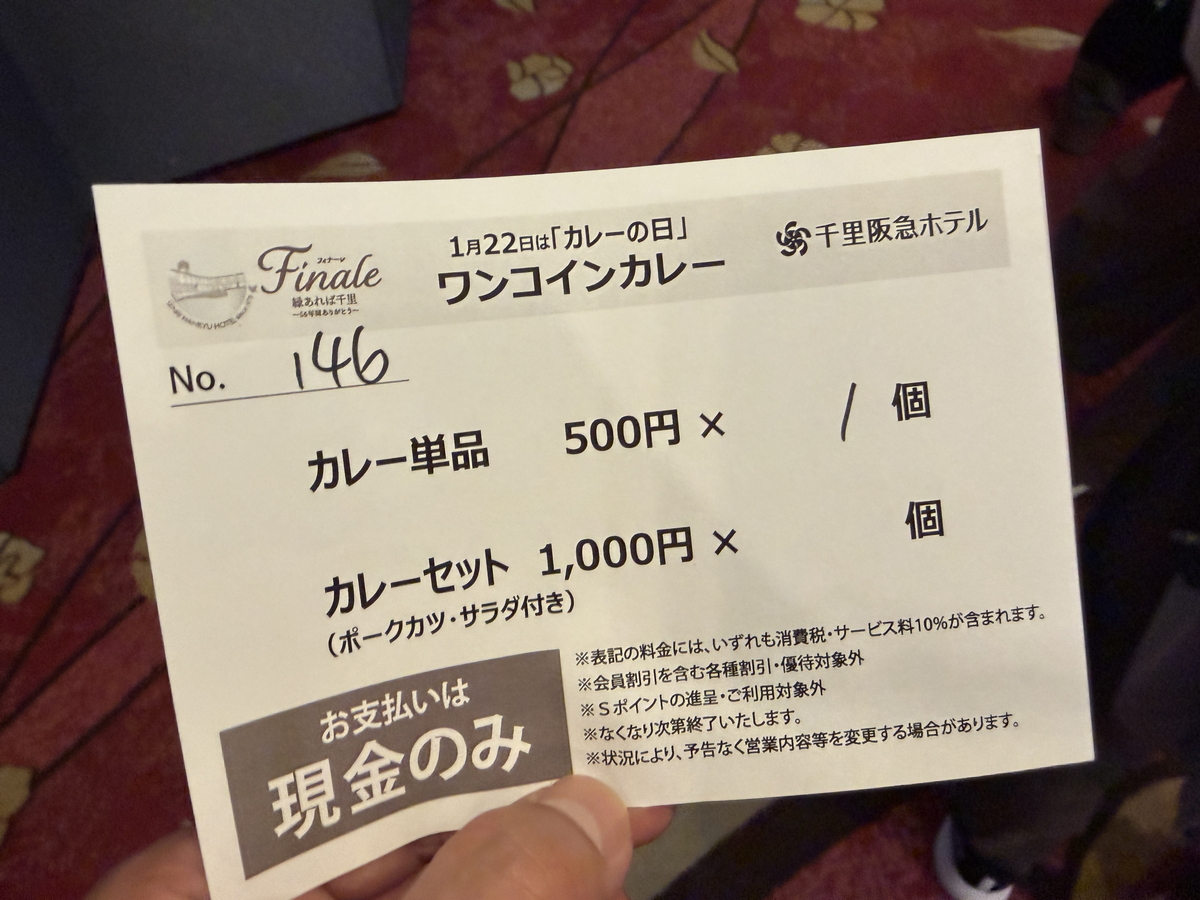 フィナーレ
Finale
縁あれば千里
〜56年間ありがとう〜
1月22日は「カレーの日」
ワンコインカレー
千里阪急ホテル
No. 146
カレー単品 500円 × / 個
カレーセット 1,000円 × 個
(ポークカツ・サラダ付き)
お支払いは
現金のみ
※表記の料金には、いずれも消費税・サービス料10%が含まれます。
※会員割引を含む各種割引・優待対象外
※Sポイントの進呈・ご利用対象外
※なくなり次第終了いたします。
※状況により、予告なく営業内容等を変更する場合があります。